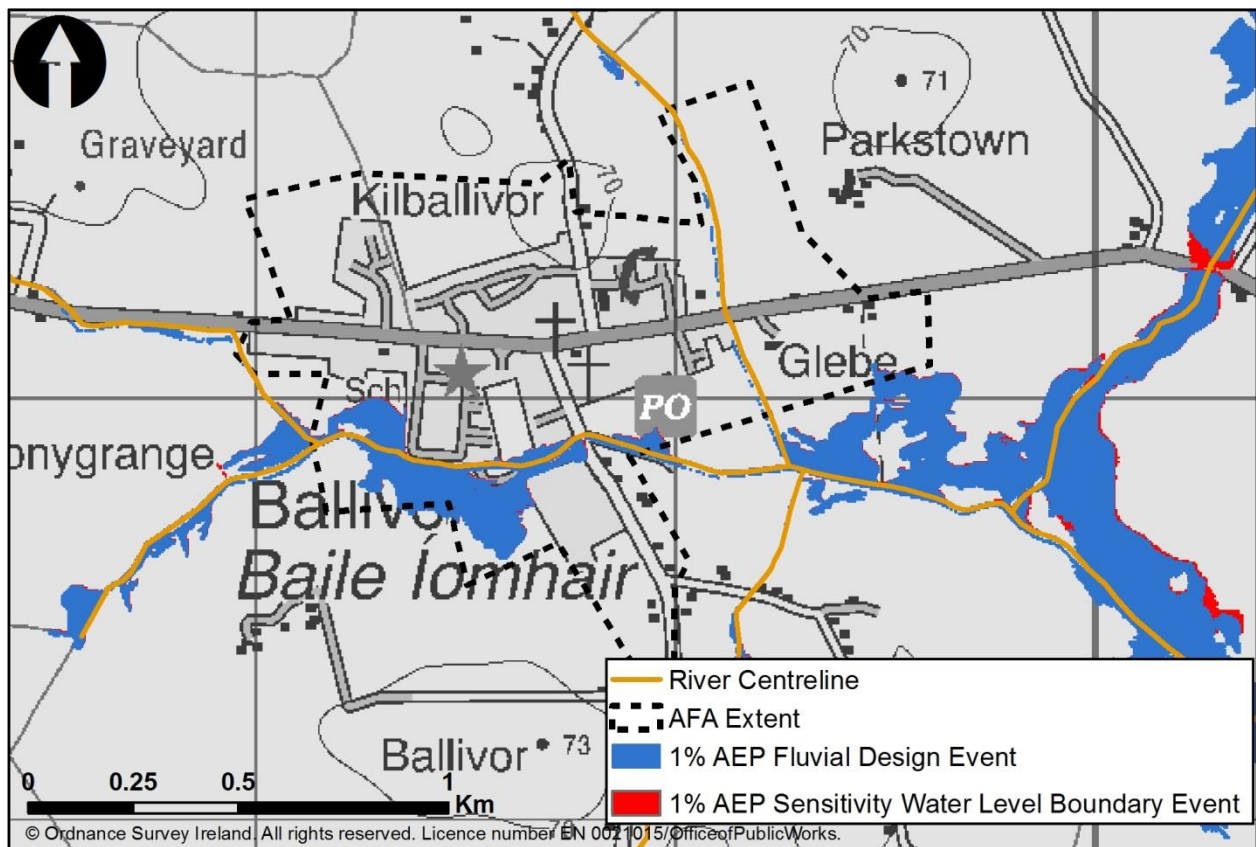 70
71
Graveyard
Parkstown
Kilballivor
70
Glebe
Sch
PO
onygrange
Ballivo
Baile Íomhair
Ballivor
73
River Centreline
AFA Extent
1% AEP Fluvial Design Event
1% AEP Sensitivity Water Level Boundary Event
0 0.25 0.5 1
Km
© Ordnance Survey Ireland. All rights reserved. Licence number EN 0021015/OfficeofPublicWorks.